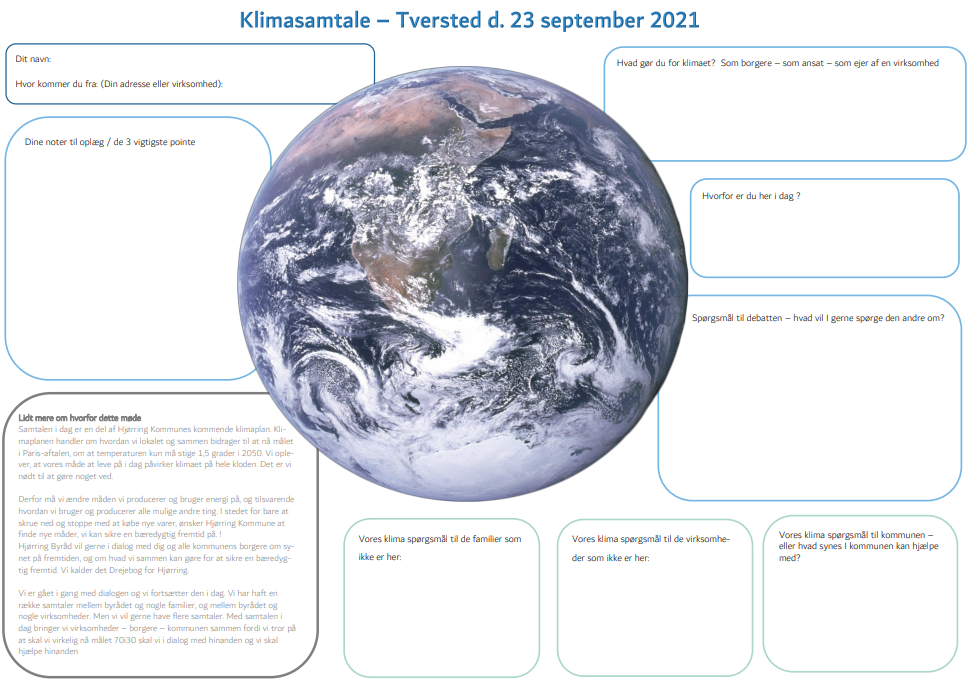 Klimasamtale – Tversted d. 23 september 2021
Dit navn:
Hvor kommer du fra: (Din adresse eller virksomhed):
Dine noter til oplæg / de 3 vigtigste pointe
Hvad gør du for klimaet?  Som borgere – som ansat – som ejer af en virksomhed
Hvorfor er du her i dag ?
Spørgsmål til debatten – hvad vil I gerne spørge den andre om?
Lidt mere om hvorfor dette møde
Samtalen i dag er en del af Hjørring Kommunes kommende klimaplan. Kli-
maplanen handler om hvordan vi lokalet og sammen bidrager til at nå målet
i Paris-aftalen, om at temperaturen kun må stige 1,5 grader i 2050. Vi ople-
ver, at vores måde at leve på i dag påvirker klimaet på hele kloden. Det er vi
nødt til at gøre noget ved.
Derfor må vi ændre måden vi producerer og bruger energi på, og tilsvarende
hvordan vi bruger og producerer alle mulige andre ting. I stedet for bare at
skrue ned og stoppe med at købe nye varer, ønsker Hjørring Kommune at
finde nye måder, vi kan sikre en bæredygtig fremtid på. !
Hjørring Byråd vil gerne i dialog med dig og alle kommunens borgere om sy-
net på fremtiden, og om hvad vi sammen kan gøre for at sikre en bæredyg-
tig fremtid. Vi kalder det Drejebog for Hjørring.
Vi er gået i gang med dialogen og vi fortsætter den i dag. Vi har haft en
række samtaler mellem byrådet og nogle familier, og mellem byrådet og
nogle virksomheder. Men vi vil gerne have flere samtaler. Med samtalen i
dag bringer vi virksomheder – borgere – kommunen sammen fordi vi tror på
at skal vi virkelig nå målet 70i30 skal vi i dialog med hinanden og vi skal
hjælpe hinanden
Vores klima spørgsmål til de familier som
ikke er her:
Vores klima spørgsmål til de virksomhe-
der som ikke er her:
Vores klima spørgsmål til kommunen –
eller hvad synes I kommunen kan hjælpe
med?